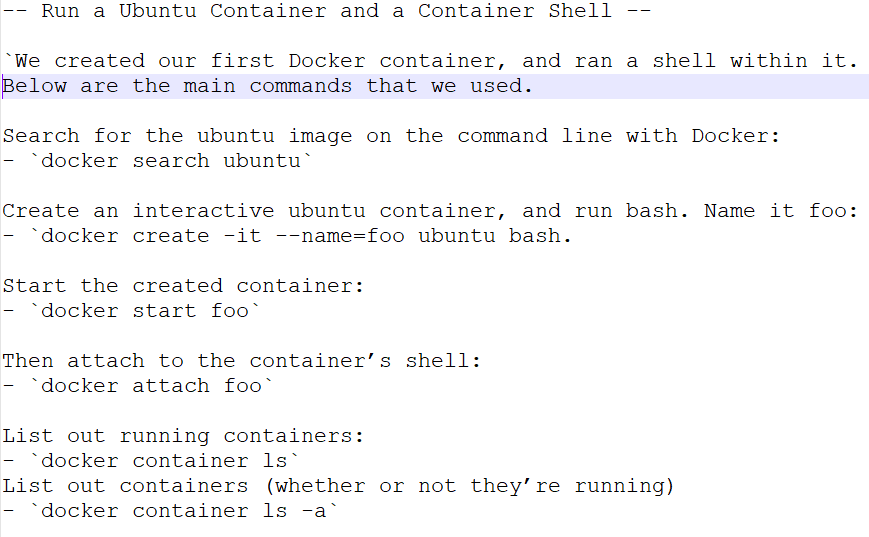 -- Run a Ubuntu Container and a Container Shell --
`We created our first Docker container, and ran a shell within it.
Below are the main commands that we used.
Search for the ubuntu image on the command line with Docker:
- `docker search ubuntu`
Create an interactive ubuntu container, and run bash. Name it foo:
- `docker create -it --name=foo ubuntu bash.
Start the created container:
- `docker start foo`
Then attach to the container’s shell:
- `docker attach foo`
List out running containers:
- `docker container ls`
List out containers (whether or not they’re running)
- `docker container ls -a`